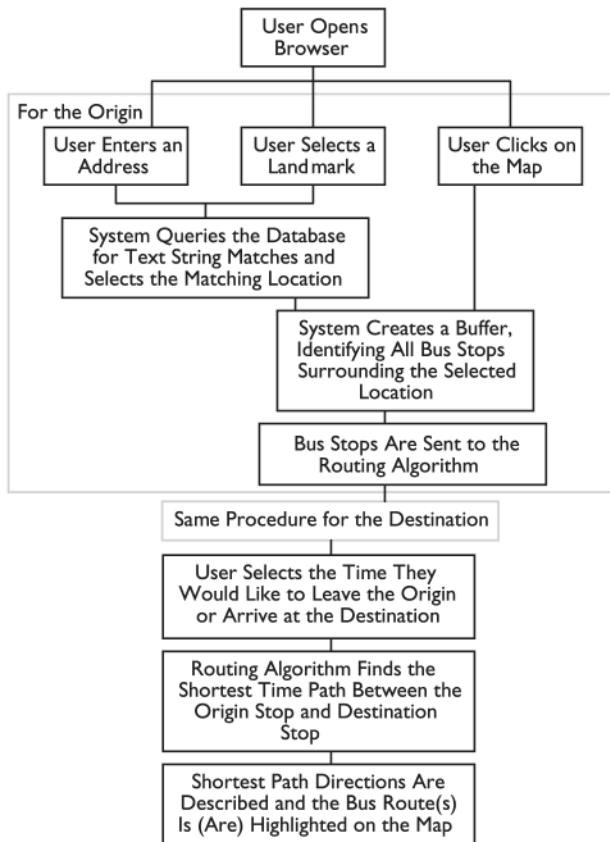 User Opens
Browser
For the Origin
User Enters an
Address
User Selects a
Landmark
User Clicks on
the Map
System Queries the Database
for Text String Matches and
Selects the Matching Location
System Creates a Buffer,
Identifying All Bus Stops
Surrounding the Selected
Location
Bus Stops Are Sent to the
Routing Algorithm
Same Procedure for the Destination
User Selects the Time They
Would Like to Leave the Origin
or Arrive at the Destination
Routing Algorithm Finds the
Shortest Time Path Between the
Origin Stop and Destination
Stop
Shortest Path Directions Are
Described and the Bus Route(s)
Is (Are) Highlighted on the Map